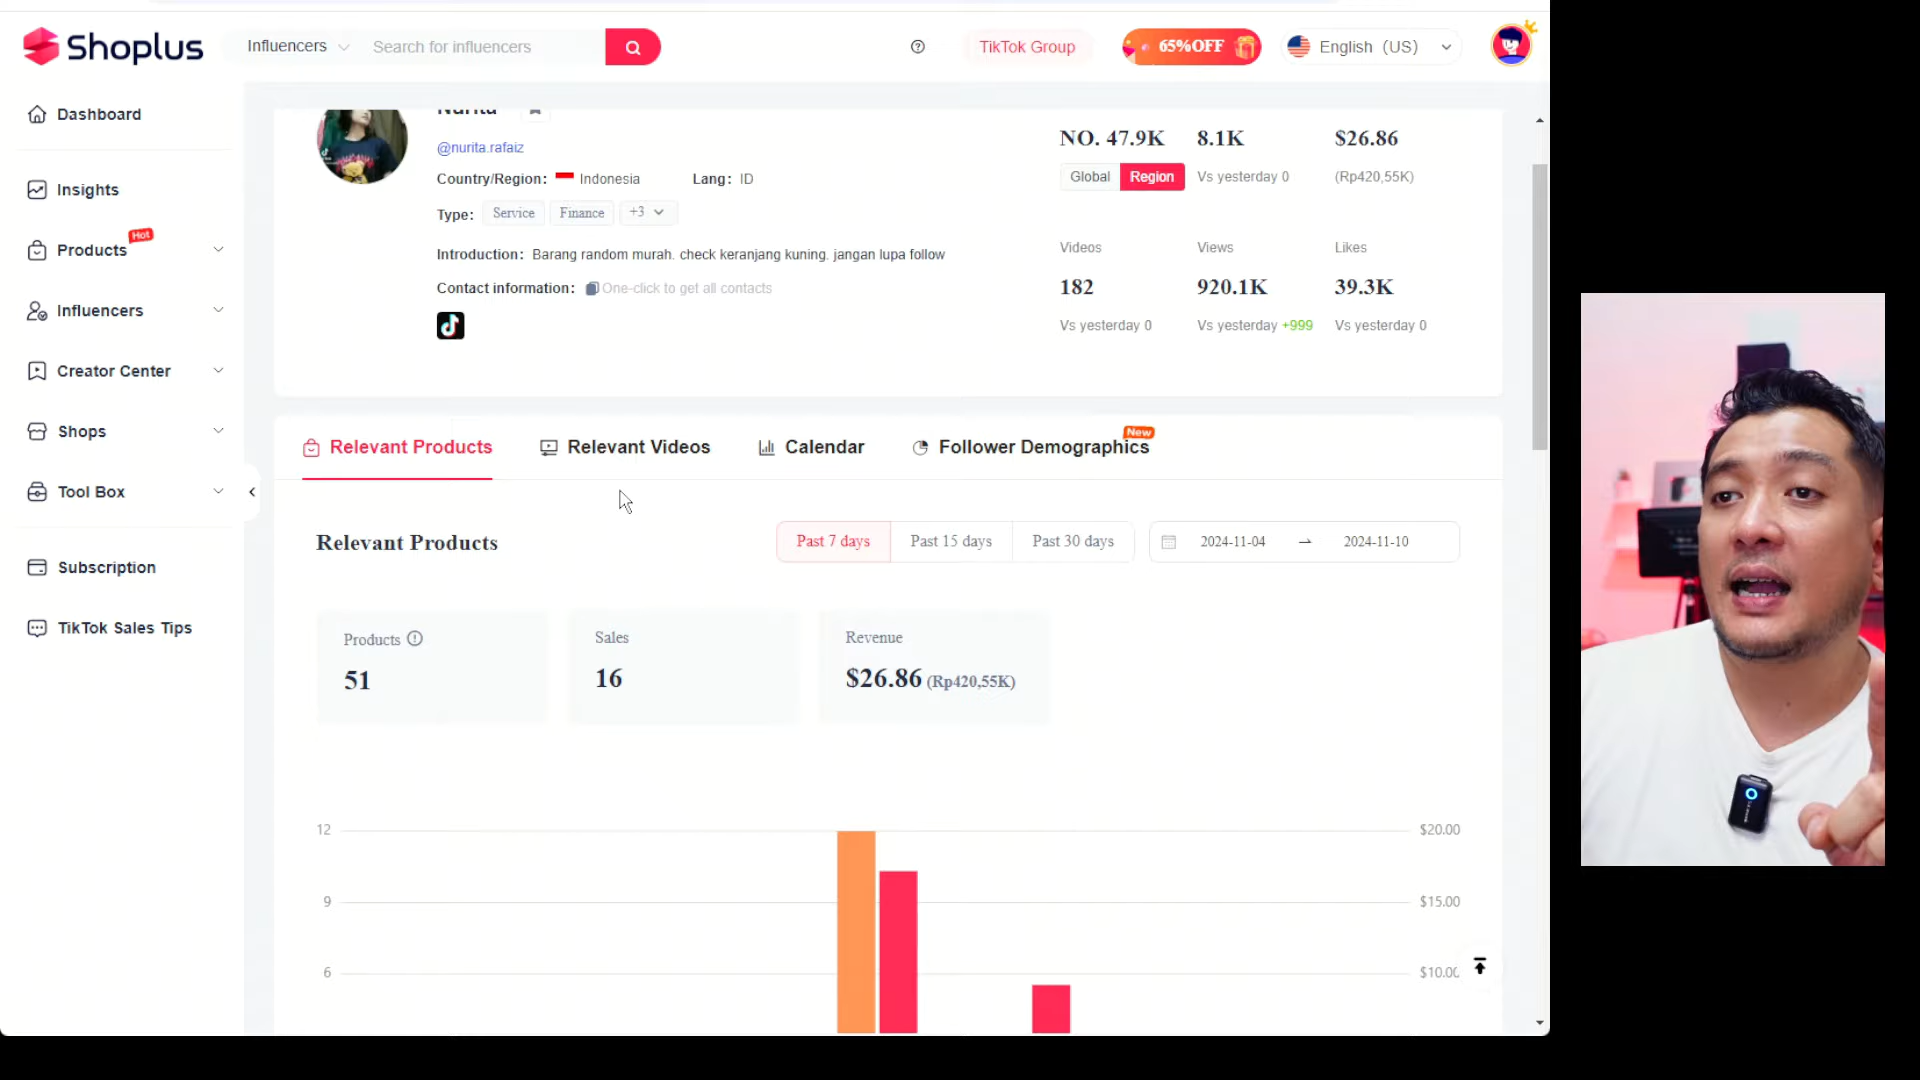 Shoplus
Influencers
Search for influencers
TikTok Group
65%OFF
English (US)
Dashboard
Insights
Products
Hot
Influencers
Creator Center
Shops
Tool Box
Subscription
TikTok Sales Tips
Nurita
@nurita.rafaiz
Country/Region: Indonesia Lang: ID
Type: Service Finance +3
Introduction: Barang random murah. check keranjang kuning. jangan lupa follow
Contact information: One-click to get all contacts
NO. 47.9K 8.1K $26.86
Global Region Vs yesterday 0 (Rp420,55K)
Videos Views Likes
182 920.1K 39.3K
Vs yesterday 0 Vs yesterday +999 Vs yesterday 0
Relevant Products Relevant Videos Calendar Follower Demographics New
Relevant Products
Past 7 days Past 15 days Past 30 days 2024-11-04 → 2024-11-10
Products Sales Revenue
51 16 $26.86 (Rp420,55K)
12 $20.00
9 $15.00
6 $10.00